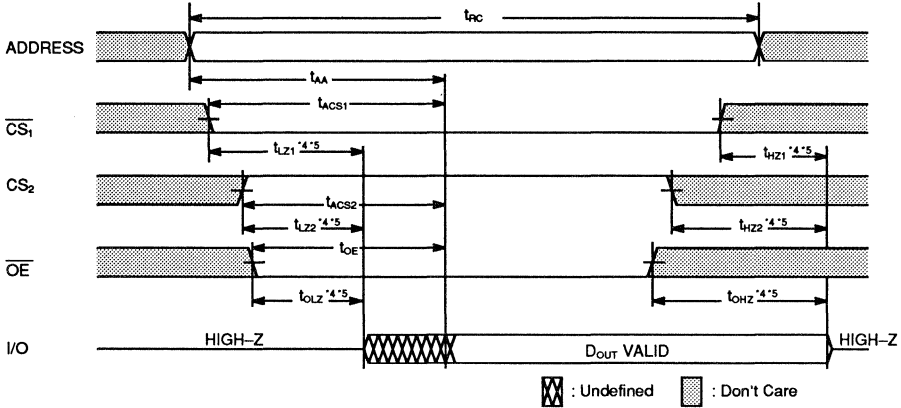 tRC
ADDRESS
tAA
tACS1
CS1
tLZ1 *4 *5
tHZ1 *4 *5
CS2
tACS2
tLZ2 *4 *5
tHZ2 *4 *5
tOE
OE
tOLZ *4 *5
tOHZ *4 *5
I/O
HIGH–Z
DOUT VALID
HIGH–Z
: Undefined
: Don't Care